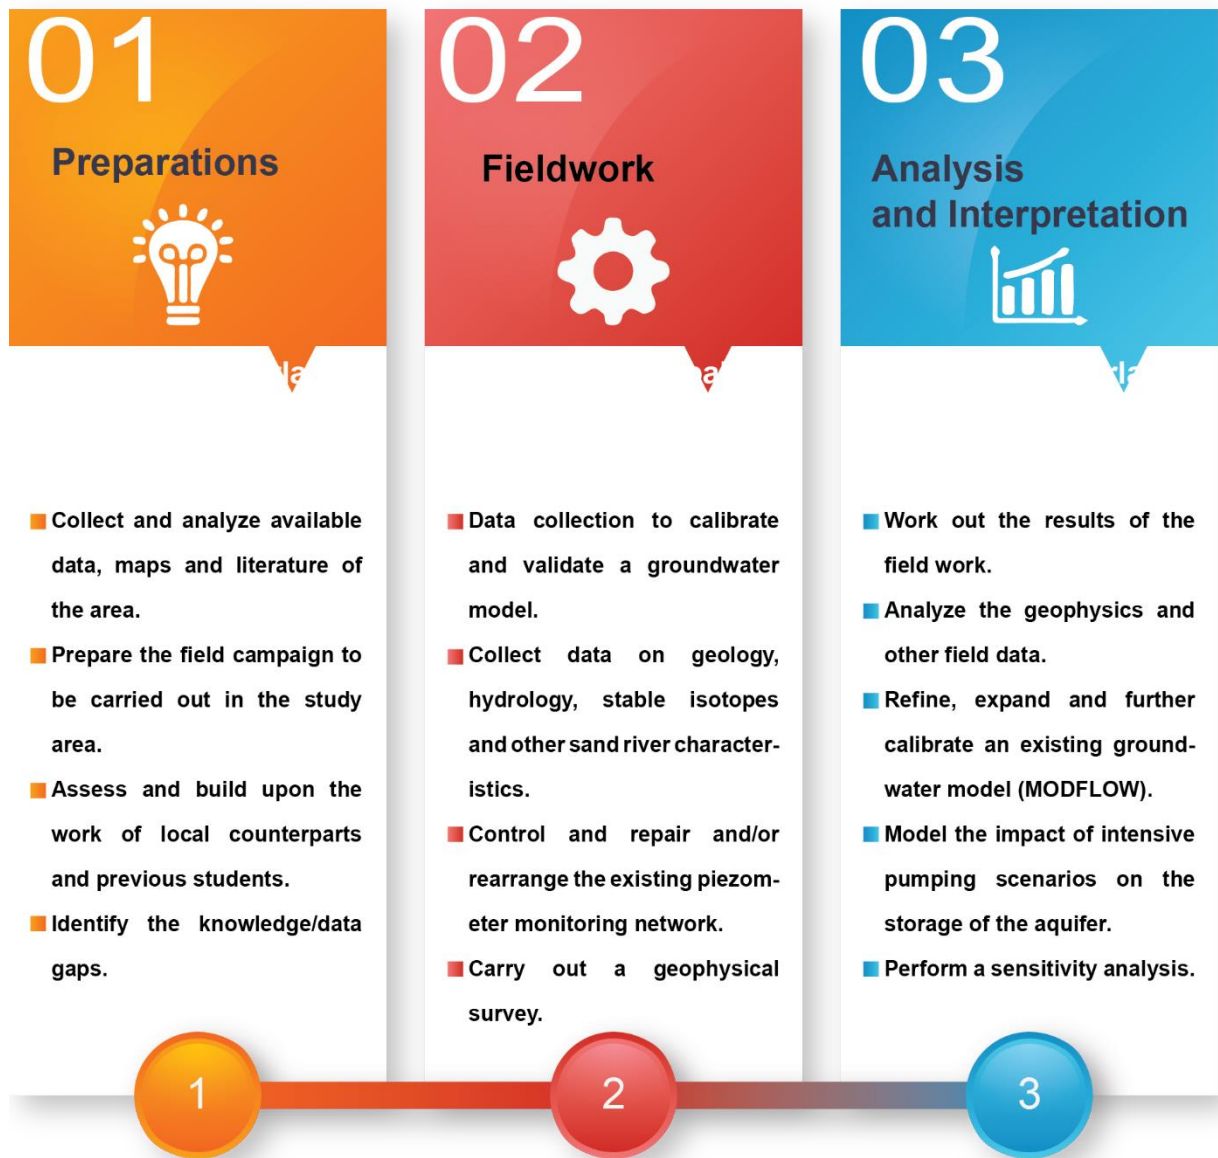 01
Preparations
Collect and analyze available
data, maps and literature of
the area.
Prepare the field campaign to
be carried out in the study
area.
Assess and build upon the
work of local counterparts
and previous students.
Identify the knowledge/data
gaps.
1
02
Fieldwork
Data collection to calibrate
and validate a groundwater
model.
Collect data on geology,
hydrology, stable isotopes
and other sand river character-
istics.
Control and repair and/or
rearrange the existing piezom-
eter monitoring network.
Carry out a geophysical
survey.
2
03
Analysis
and Interpretation
Work out the results of the
field work.
Analyze the geophysics and
other field data.
Refine, expand and further
calibrate an existing ground-
water model (MODFLOW).
Model the impact of intensive
pumping scenarios on the
storage of the aquifer.
Perform a sensitivity analysis.
3